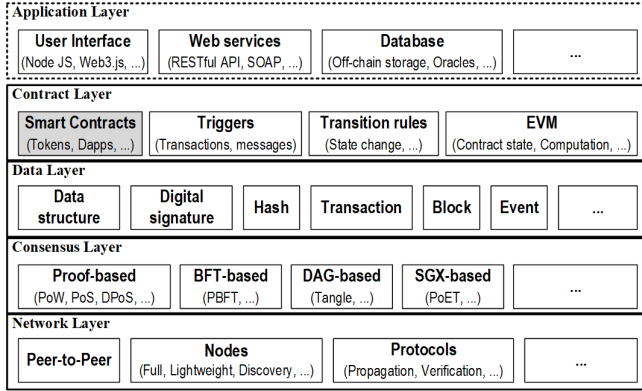 Application Layer
User Interface
(Node JS, Web3.js, ...)
Web services
(RESTful API, SOAP, ...)
Database
(Off-chain storage, Oracles, ...)
...
Contract Layer
Smart Contracts
(Tokens, Dapps, ...)
Triggers
(Transactions, messages)
Transition rules
(State change, ...)
EVM
(Contract state, Computation, ...)
Data Layer
Data
structure
Digital
signature
Hash
Transaction
Block
Event
...
Consensus Layer
Proof-based
(PoW, PoS, DPoS, ...)
BFT-based
(PBFT, ...)
DAG-based
(Tangle, ...)
SGX-based
(PoET, ...)
...
Network Layer
Peer-to-Peer
Nodes
(Full, Lightweight, Discovery, ...)
Protocols
(Propagation, Verification, ...)
...